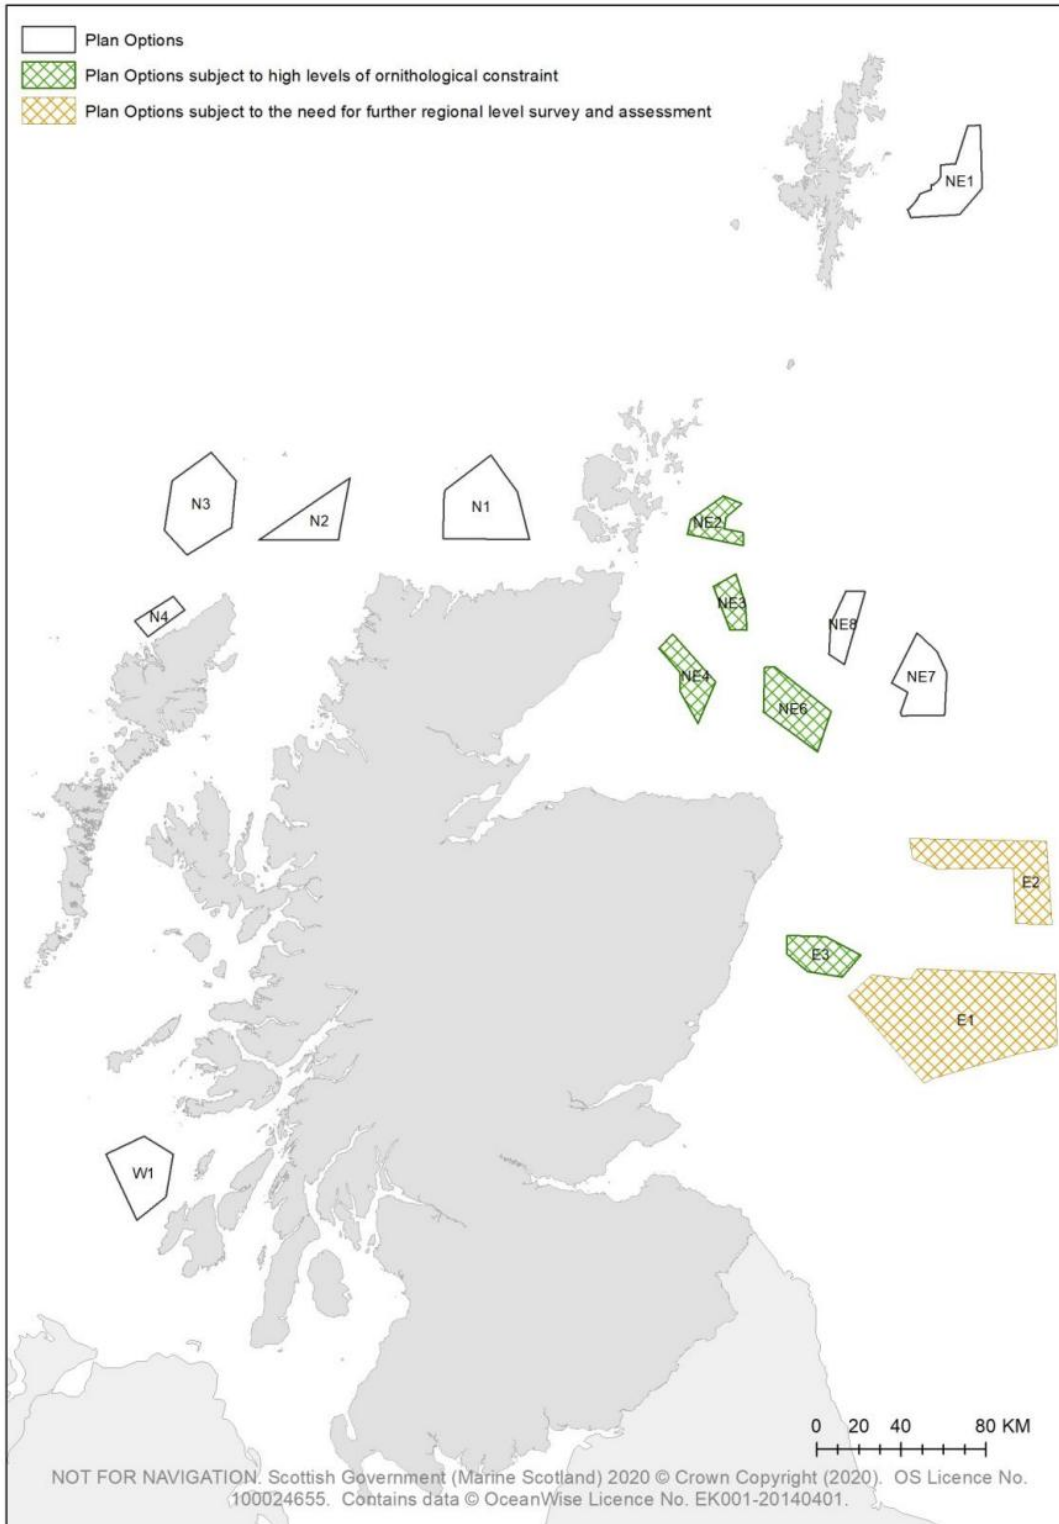 Plan Options
Plan Options subject to high levels of ornithological constraint
Plan Options subject to the need for further regional level survey and assessment
NE1
N3
N2
N1
NE2
N4
NE3
NE8
NE4
NE7
NE6
E2
E3
E1
W1
0 20 40 80 KM
NOT FOR NAVIGATION. Scottish Government (Marine Scotland) 2020 © Crown Copyright (2020). OS Licence No.
100024655. Contains data © OceanWise Licence No. EK001-20140401.